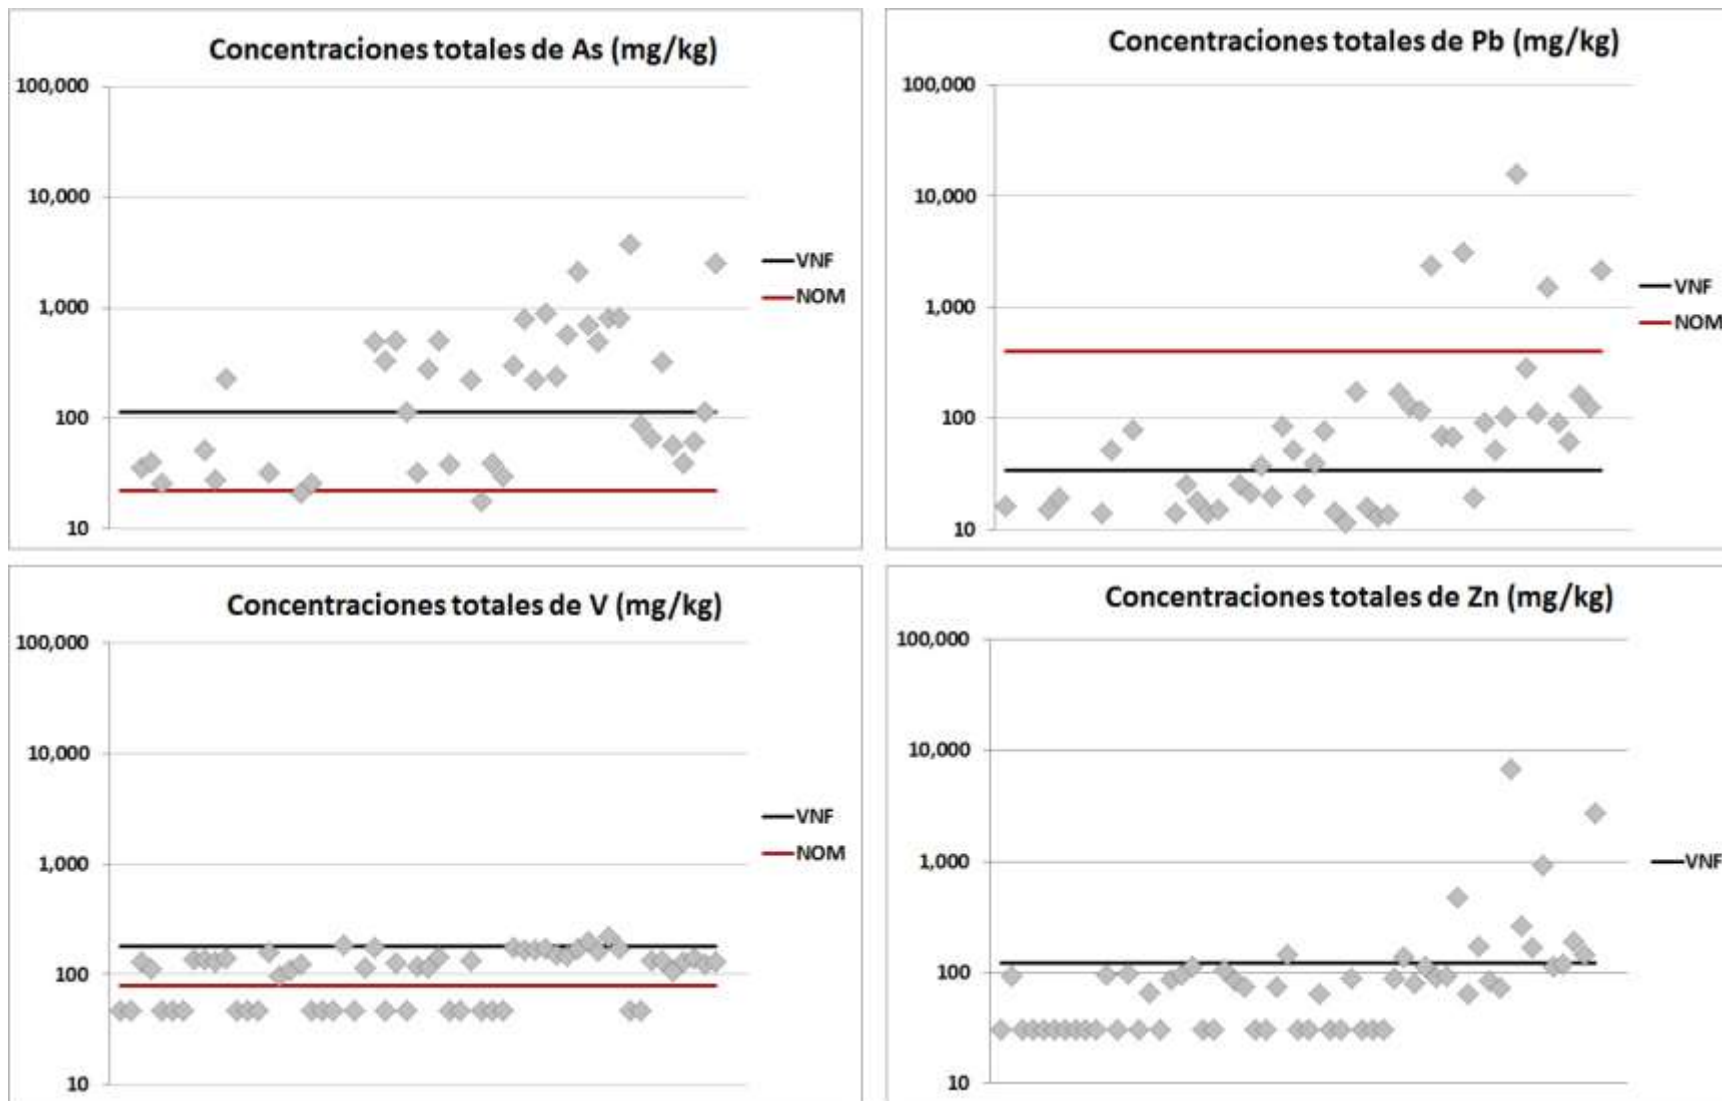 Concentraciones totales de As (mg/kg)
100,000
10,000
1,000
100
10
VNF
NOM
Concentraciones totales de Pb (mg/kg)
100,000
10,000
1,000
100
10
VNF
NOM
Concentraciones totales de V (mg/kg)
100,000
10,000
1,000
100
10
VNF
NOM
Concentraciones totales de Zn (mg/kg)
100,000
10,000
1,000
100
10
VNF